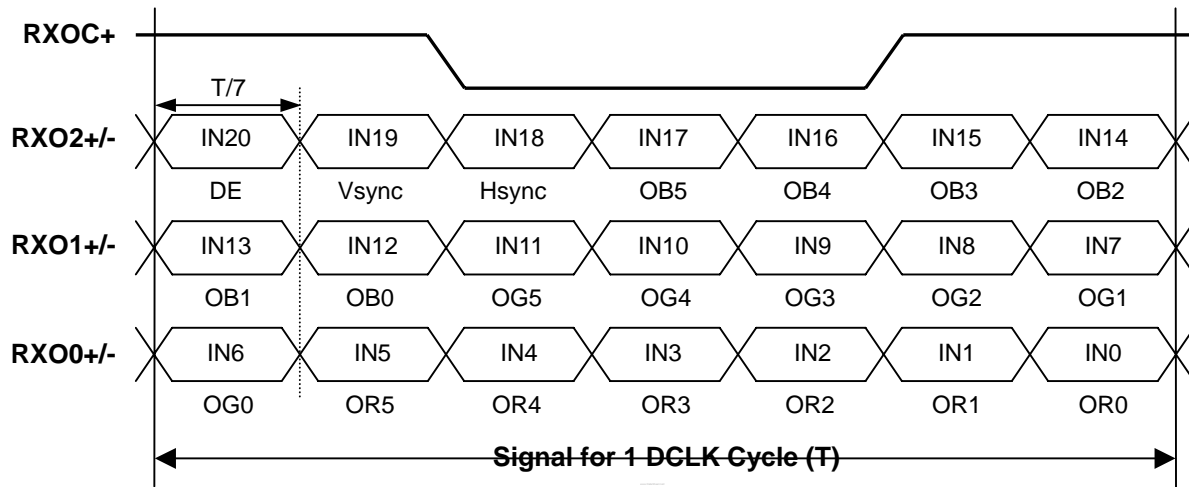 RXOC+
T/7
RXO2+/- IN20 IN19 IN18 IN17 IN16 IN15 IN14
DE Vsync Hsync OB5 OB4 OB3 OB2
RXO1+/- IN13 IN12 IN11 IN10 IN9 IN8 IN7
OB1 OB0 OG5 OG4 OG3 OG2 OG1
RXO0+/- IN6 IN5 IN4 IN3 IN2 IN1 IN0
OG0 OR5 OR4 OR3 OR2 OR1 OR0
Signal for 1 DCLK Cycle (T)